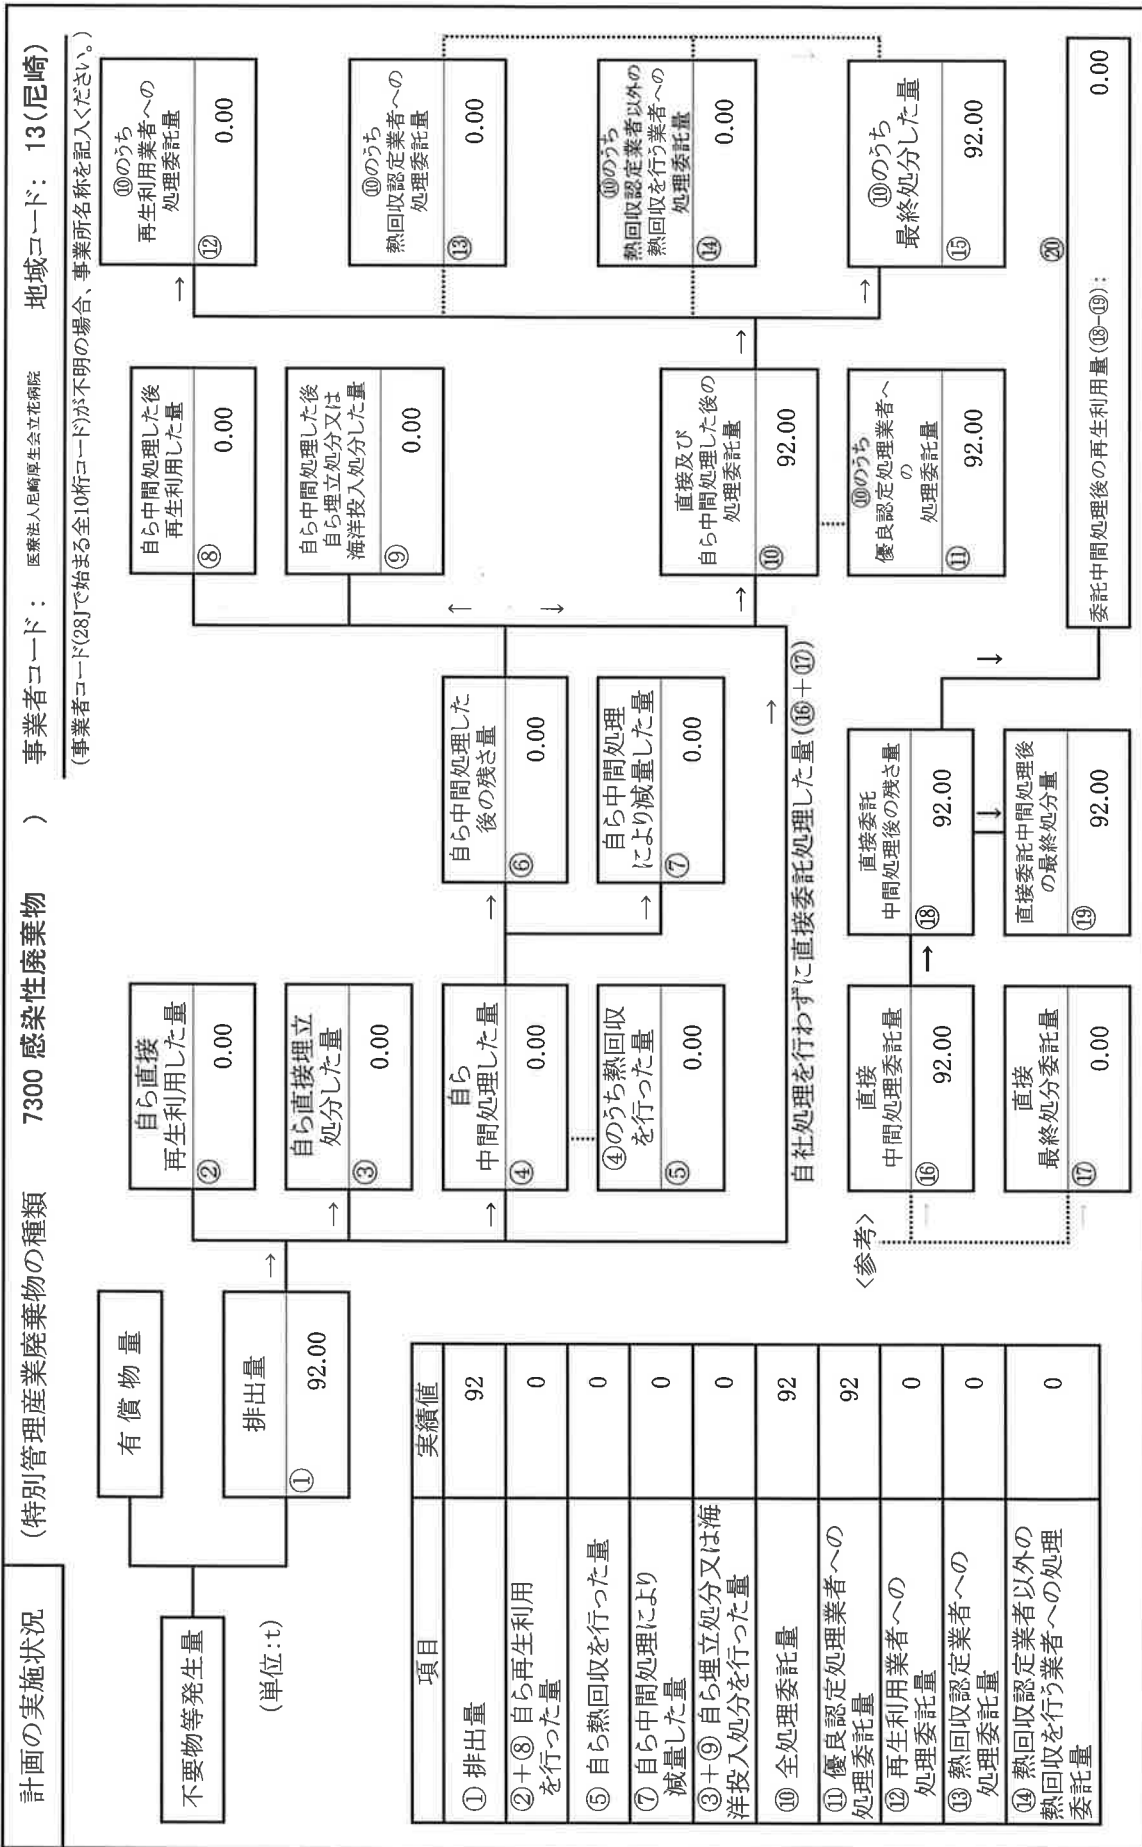 計画の実施状況
(特別管理産業廃棄物の種類 7300 感染性廃棄物 )
事業者コード: 医療法人尼崎厚生会立花病院 地域コード: 13(尼崎)
(事業者コード(28Jで始まる全10桁コード)が不明の場合、事業所名称を記入ください。)
不要物等発生量
(単位:t)
有償物量
排出量
① 92.00
→
自ら直接
再生利用した量
② 0.00
→
自ら直接埋立
処分した量
③ 0.00
→
自ら
中間処理した量
④ 0.00
④のうち熱回収
を行った量
⑤ 0.00
→
自ら中間処理した
後の残さ量
⑥ 0.00
→
自ら中間処理
により減量した量
⑦ 0.00
↑
↓
自ら中間処理した後
再生利用した量
⑧ 0.00
自ら中間処理した後
自ら埋立処分又は
海洋投入処分した量
⑨ 0.00
→
自社処理を行わずに直接委託処理した量(⑯+⑰)
→
直接及び
自ら中間処理した後の
処理委託量
⑩ 92.00
⑩のうち
優良認定処理業者へ
の
処理委託量
⑪ 92.00
→
→
⑩のうち
再生利用業者への
処理委託量
⑫ 0.00
⑩のうち
熱回収認定業者への
処理委託量
⑬ 0.00
⑩のうち
熱回収認定業者以外の
熱回収を行う業者への
処理委託量
⑭ 0.00
→
⑩のうち
最終処分した量
⑮ 92.00
<参考>
→
直接
中間処理委託量
⑯ 92.00
→
直接
最終処分委託量
⑰ 0.00
→
直接委託
中間処理後の残さ量
⑱ 92.00
↓
直接委託中間処理後
の最終処分量
⑲ 92.00
↓
⑳
委託中間処理後の再生利用量(⑱-⑲): 0.00
項目 実績値
①排出量 92
②+⑧ 自ら再生利用
を行った量 0
⑤ 自ら熱回収を行った量 0
⑦ 自ら中間処理により
減量した量 0
③+⑨ 自ら埋立処分又は海
洋投入処分を行った量 0
⑩ 全処理委託量 92
⑪ 優良認定処理業者への
処理委託量 92
⑫ 再生利用業者への
処理委託量 0
⑬ 熱回収認定業者への
処理委託量 0
⑭ 熱回収認定業者以外の
熱回収を行う業者への処理
委託量 0